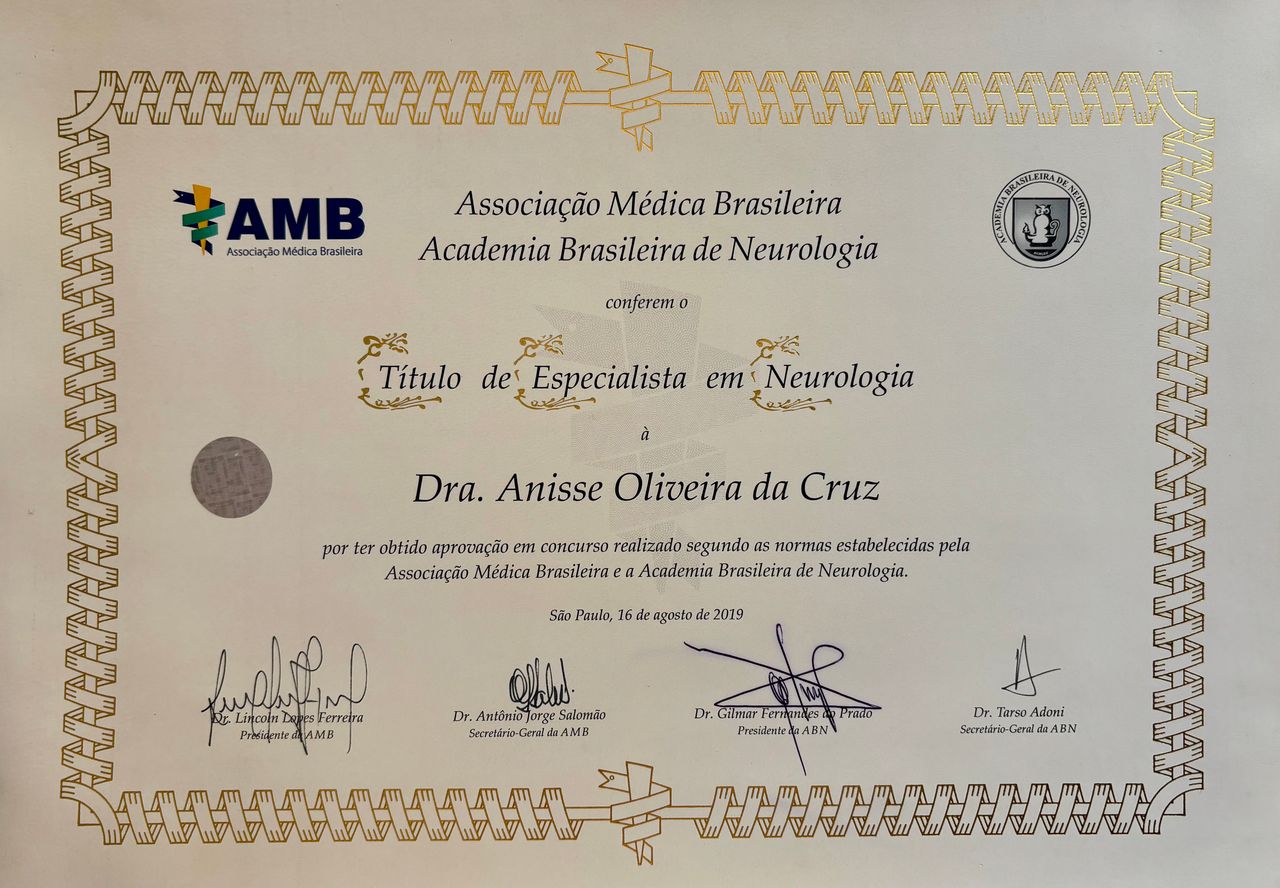 AMB
Associação Médica Brasileira
Associação Médica Brasileira
Academia Brasileira de Neurologia
ACADEMIA BRASILEIRA DE NEUROLOGIA
conferem o
Título de Especialista em Neurologia
à
Dra. Anisse Oliveira da Cruz
por ter obtido aprovação em concurso realizado segundo as normas estabelecidas pela
Associação Médica Brasileira e a Academia Brasileira de Neurologia.
São Paulo, 16 de agosto de 2019
Dr. Lincoln Lopes Ferreira
Presidente da AMB
Dr. Antônio Jorge Salomão
Secretário-Geral da AMB
Dr. Gilmar Fernandes do Prado
Presidente da ABN
Dr. Tarso Adoni
Secretário-Geral da ABN